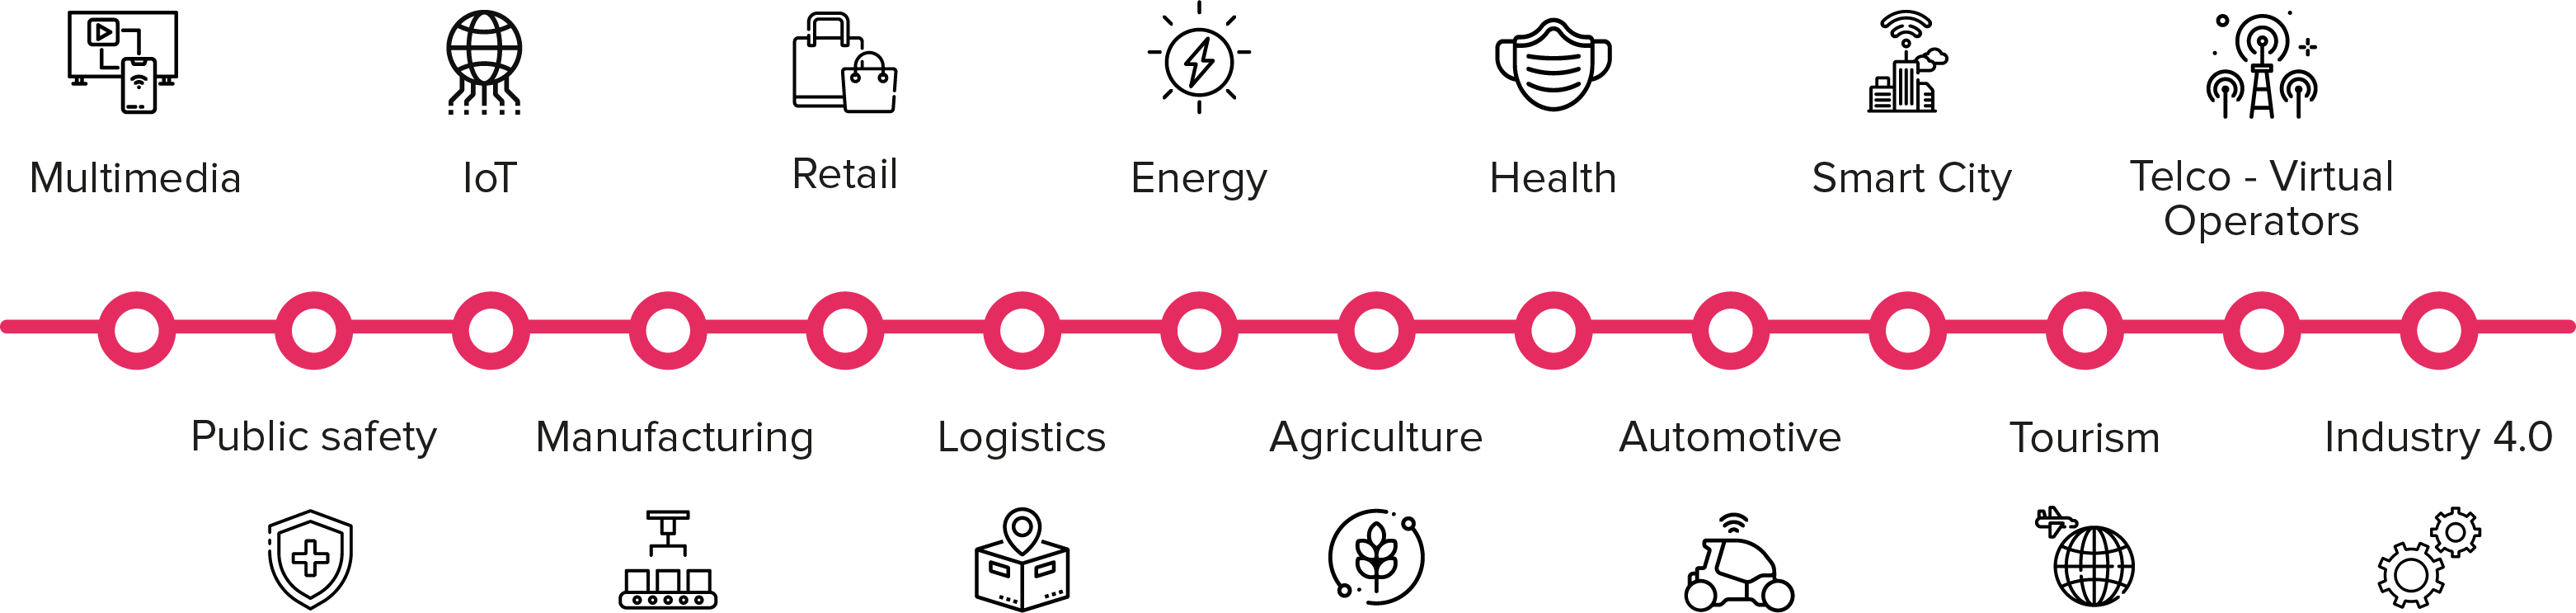 Multimedia
IoT
Retail
Energy
Health
Smart City
Telco - Virtual
Operators
Public safety
Manufacturing
Logistics
Agriculture
Automotive
Tourism
Industry 4.0